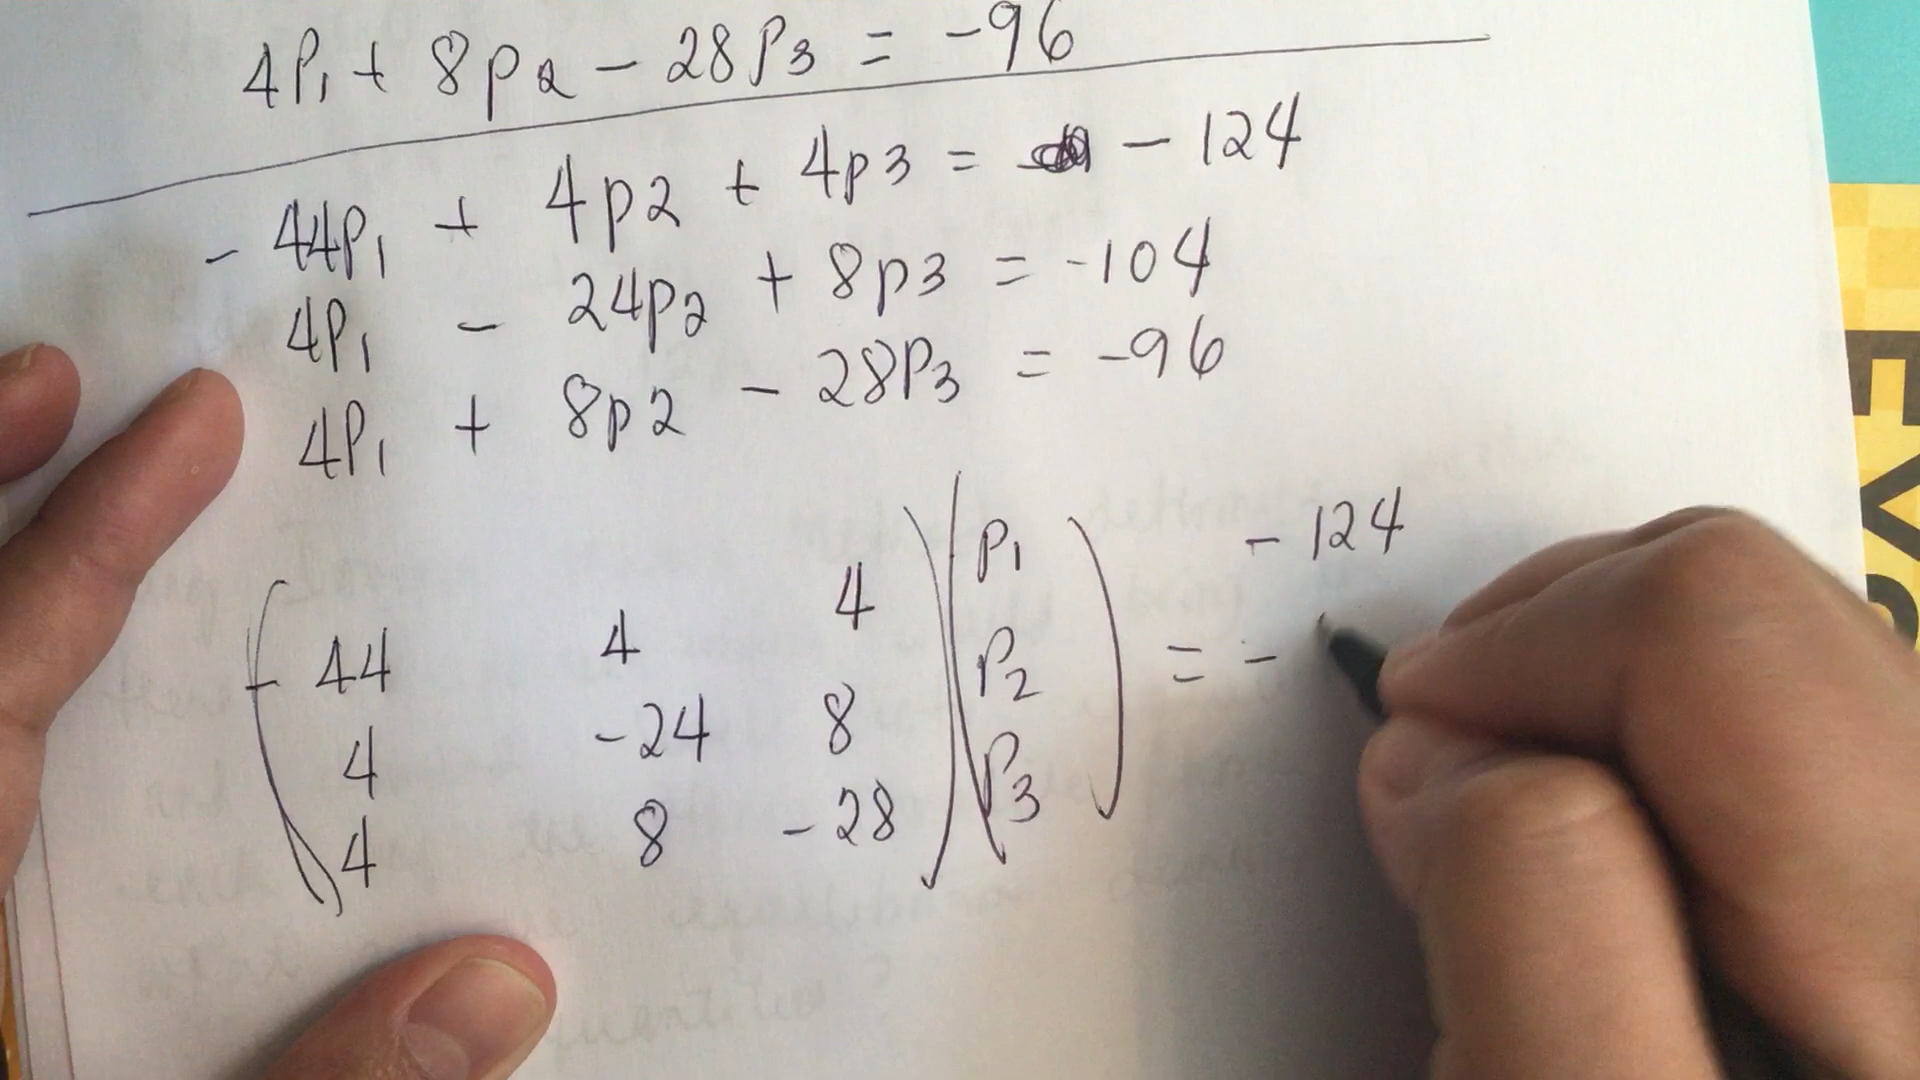 4P1 + 8p2 - 28P3 = -96
- 44P1 + 4p2 + 4p3 = - 124
4P1 - 24p2 + 8p3 = -104
4P1 + 8p2 - 28P3 = -96
- 44 4 4 P1 - 124
4 -24 8 P2 = -
4 8 -28 P3
EV